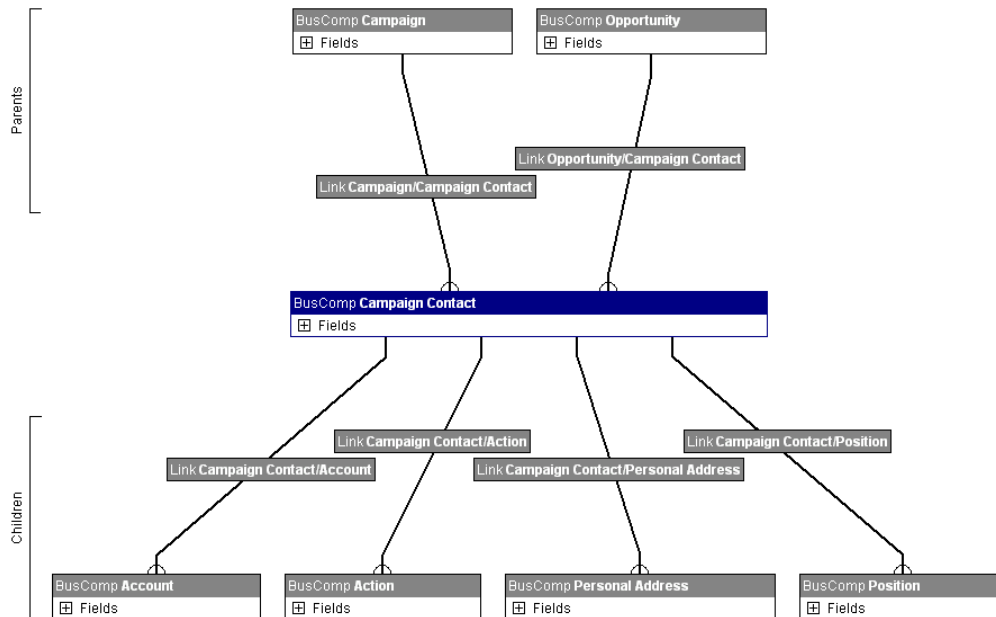 BusComp Campaign
Fields
BusComp Opportunity
Fields
Parents
Link Opportunity/Campaign Contact
Link Campaign/Campaign Contact
BusComp Campaign Contact
Fields
Link Campaign Contact/Action
Link Campaign Contact/Position
Link Campaign Contact/Account
Link Campaign Contact/Personal Address
Children
BusComp Account
Fields
BusComp Action
Fields
BusComp Personal Address
Fields
BusComp Position
Fields